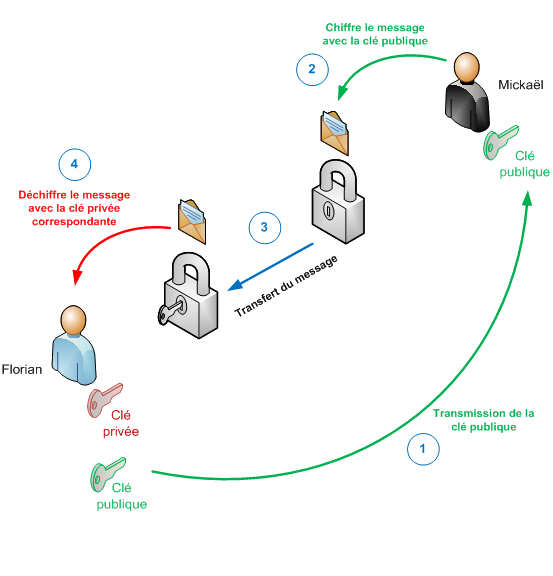 Chiffre le message
avec la clé publique
2
Mickaël
Clé
publique
4
Déchiffre le message
avec la clé privée
correspondante
3
Transfert du message
Florian
Clé
privée
Transmission de la
clé publique
1
Clé
publique